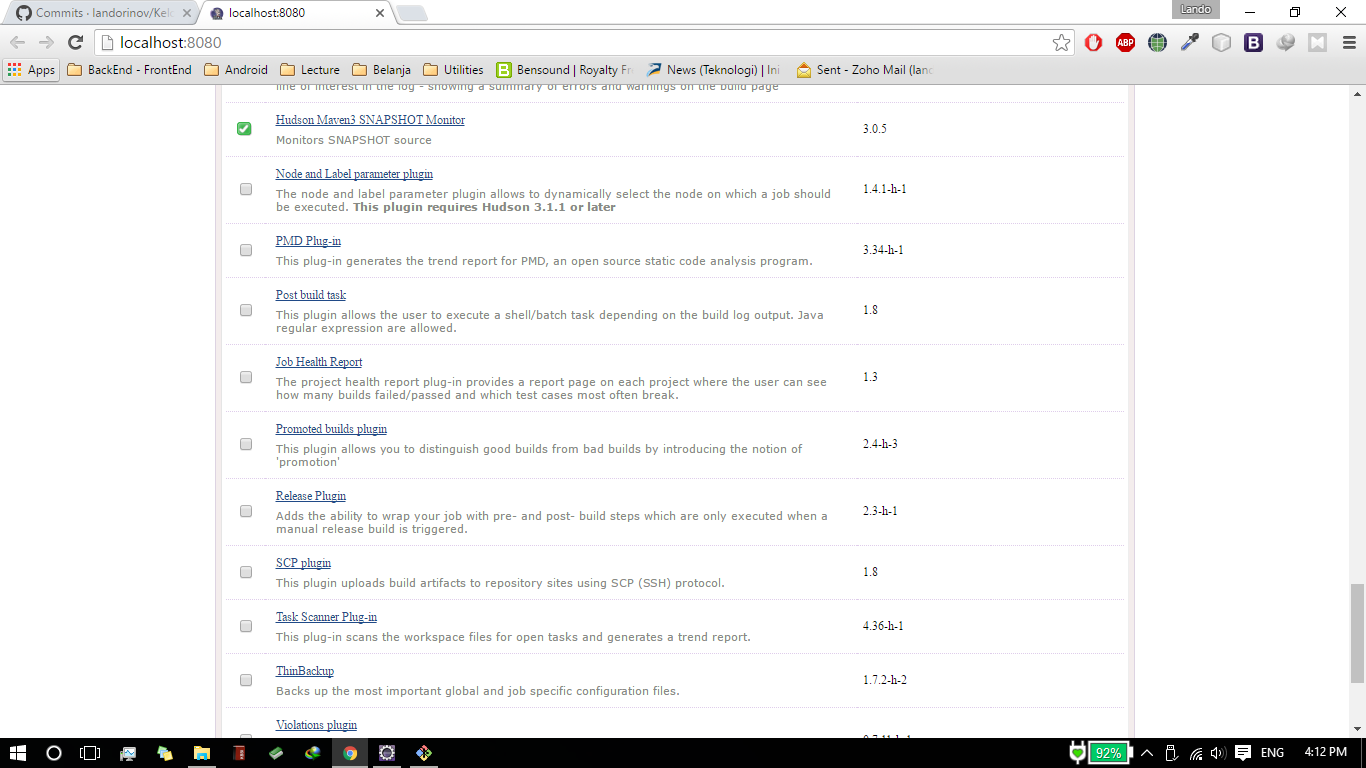 Commits · landorinov/Kel
localhost:8080
Lando
localhost:8080
ABP
B
Apps
BackEnd - FrontEnd
Android
Lecture
Belanja
Utilities
B
Bensound | Royalty Fr
News (Teknologi) | Ini
Sent - Zoho Mail (lan
line of interest in the log - showing a summary of errors and warnings on the build page
Hudson Maven3 SNAPSHOT Monitor
3.0.5
Monitors SNAPSHOT source
Node and Label parameter plugin
The node and label parameter plugin allows to dynamically select the node on which a job should
1.4.1-h-1
be executed. This plugin requires Hudson 3.1.1 or later
PMD Plug-in
3.34-h-1
This plug-in generates the trend report for PMD, an open source static code analysis program.
Post build task
1.8
This plugin allows the user to execute a shell/batch task depending on the build log output. Java
regular expression are allowed.
Job Health Report
The project health report plug-in provides a report page on each project where the user can see
1.3
how many builds failed/passed and which test cases most often break.
Promoted builds plugin
This plugin allows you to distinguish good builds from bad builds by introducing the notion of
2.4-h-3
'promotion'
Release Plugin
Adds the ability to wrap your job with pre- and post- build steps which are only executed when a
2.3-h-1
manual release build is triggered.
SCP plugin
1.8
This plugin uploads build artifacts to repository sites using SCP (SSH) protocol.
Task Scanner Plug-in
4.36-h-1
This plug-in scans the workspace files for open tasks and generates a trend report.
ThinBackup
1.7.2-h-2
Backs up the most important global and job specific configuration files.
Violations plugin
92%
ENG
4:12 PM